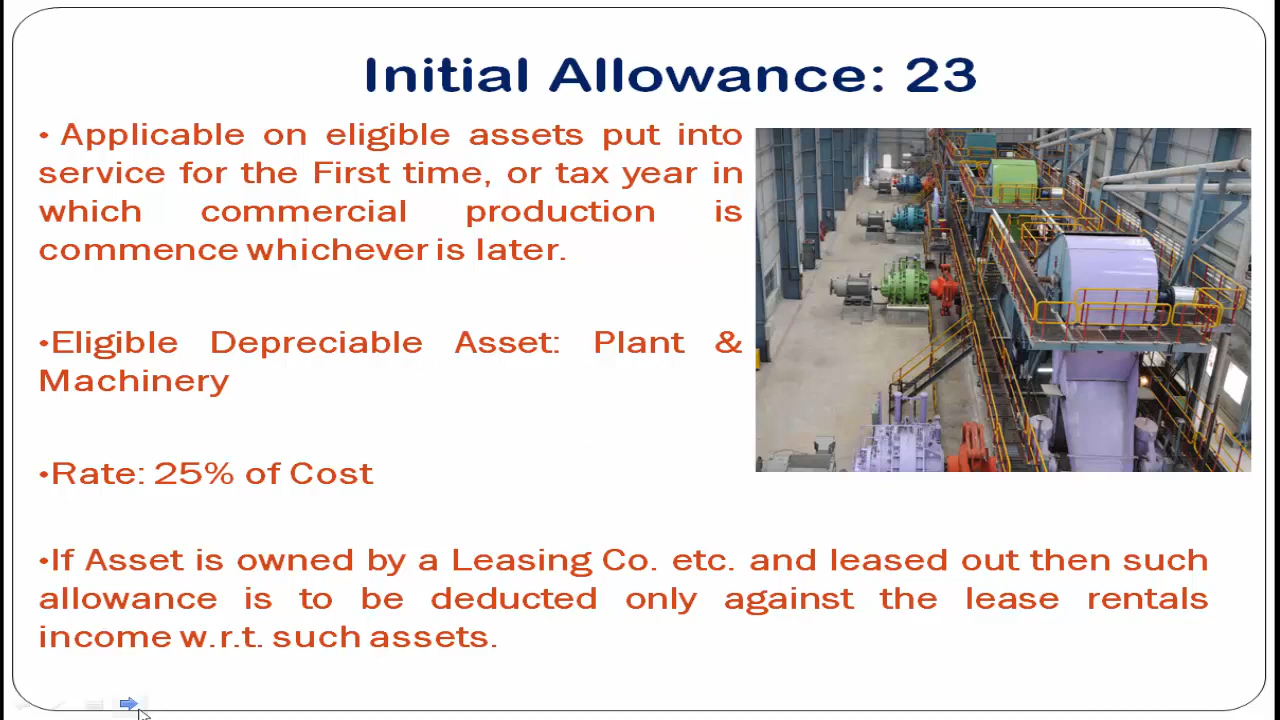 Initial Allowance: 23
• Applicable on eligible assets put into
service for the First time, or tax year in
which commercial production is
commence whichever is later.
•Eligible Depreciable Asset: Plant &
Machinery
•Rate: 25% of Cost
•If Asset is owned by a Leasing Co. etc. and leased out then such
allowance is to be deducted only against the lease rentals
income w.r.t. such assets.